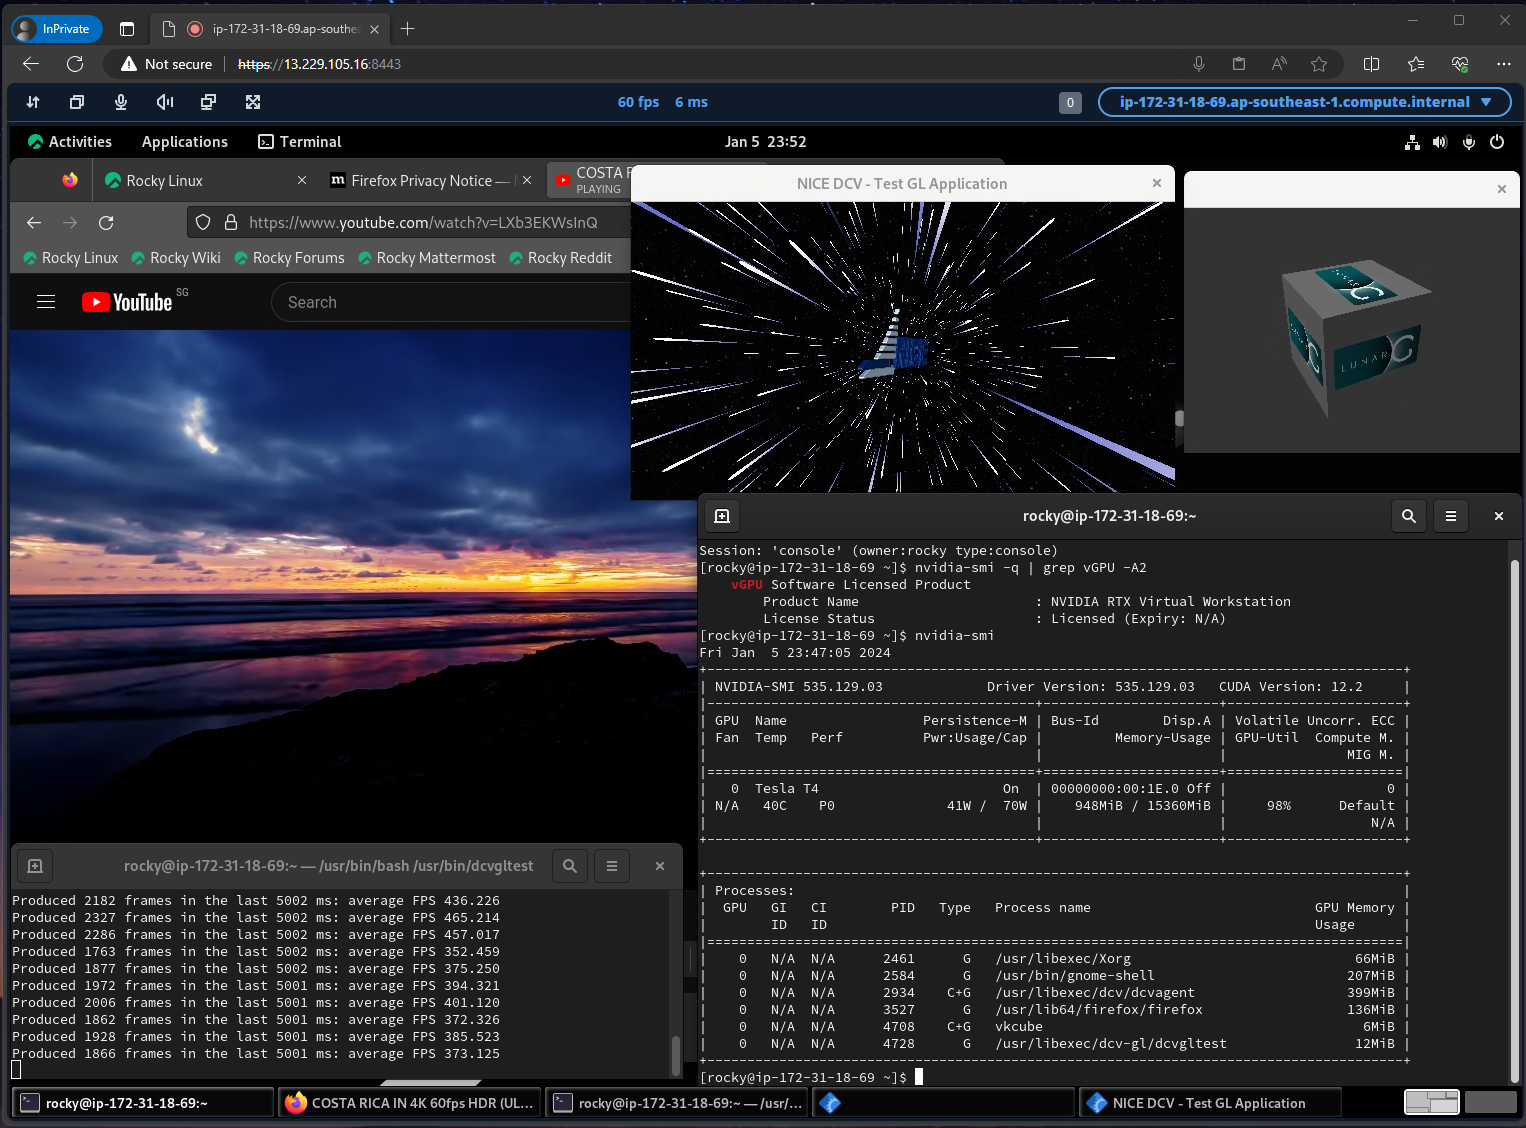 InPrivate
ip-172-31-18-69.ap-southea
Not secure
https://13.229.105.16:8443
60 fps 6 ms
0
ip-172-31-18-69.ap-southeast-1.compute.internal
Activities Applications Terminal
Jan 5 23:52
Rocky Linux
Firefox Privacy Notice —
COSTA
PLAYING
https://www.youtube.com/watch?v=LXb3EKWsInQ
Rocky Linux Rocky Wiki Rocky Forums Rocky Mattermost Rocky Reddit
YouTube SG
Search
NICE DCV - Test GL Application
LUNAR G
rocky@ip-172-31-18-69:~
Session: 'console' (owner:rocky type:console)
[rocky@ip-172-31-18-69 ~]$ nvidia-smi -q | grep vGPU -A2
vGPU Software Licensed Product
Product Name : NVIDIA RTX Virtual Workstation
License Status : Licensed (Expiry: N/A)
[rocky@ip-172-31-18-69 ~]$ nvidia-smi
Fri Jan 5 23:47:05 2024
+---------------------------------------------------------------------------------------+
| NVIDIA-SMI 535.129.03 Driver Version: 535.129.03 CUDA Version: 12.2 |
|-----------------------------------------+----------------------+----------------------+
| GPU Name Persistence-M | Bus-Id Disp.A | Volatile Uncorr. ECC |
| Fan Temp Perf Pwr:Usage/Cap | Memory-Usage | GPU-Util Compute M. |
| | | MIG M. |
|=========================================+======================+======================|
| 0 Tesla T4 On | 00000000:00:1E.0 Off | 0 |
| N/A 40C P0 41W / 70W | 948MiB / 15360MiB | 98% Default |
| | | N/A |
+-----------------------------------------+----------------------+----------------------+
+---------------------------------------------------------------------------------------+
| Processes: |
| GPU GI CI PID Type Process name GPU Memory |
| ID ID Usage |
|=======================================================================================|
| 0 N/A N/A 2461 G /usr/libexec/Xorg 66MiB |
| 0 N/A N/A 2584 G /usr/bin/gnome-shell 207MiB |
| 0 N/A N/A 2934 C+G /usr/libexec/dcv/dcvagent 399MiB |
| 0 N/A N/A 3527 G /usr/lib64/firefox/firefox 136MiB |
| 0 N/A N/A 4708 C+G vkcube 6MiB |
| 0 N/A N/A 4728 G /usr/libexec/dcv-gl/dcvgltest 12MiB |
+---------------------------------------------------------------------------------------+
[rocky@ip-172-31-18-69 ~]$
rocky@ip-172-31-18-69:~ — /usr/bin/bash /usr/bin/dcvgltest
Produced 2182 frames in the last 5002 ms: average FPS 436.226
Produced 2327 frames in the last 5002 ms: average FPS 465.214
Produced 2286 frames in the last 5002 ms: average FPS 457.017
Produced 1763 frames in the last 5002 ms: average FPS 352.459
Produced 1877 frames in the last 5002 ms: average FPS 375.250
Produced 1972 frames in the last 5001 ms: average FPS 394.321
Produced 2006 frames in the last 5001 ms: average FPS 401.120
Produced 1862 frames in the last 5001 ms: average FPS 372.326
Produced 1928 frames in the last 5001 ms: average FPS 385.523
Produced 1866 frames in the last 5001 ms: average FPS 373.125
rocky@ip-172-31-18-69:~
COSTA RICA IN 4K 60fps HDR (UL...
rocky@ip-172-31-18-69:~ — /usr/...
NICE DCV - Test GL Application